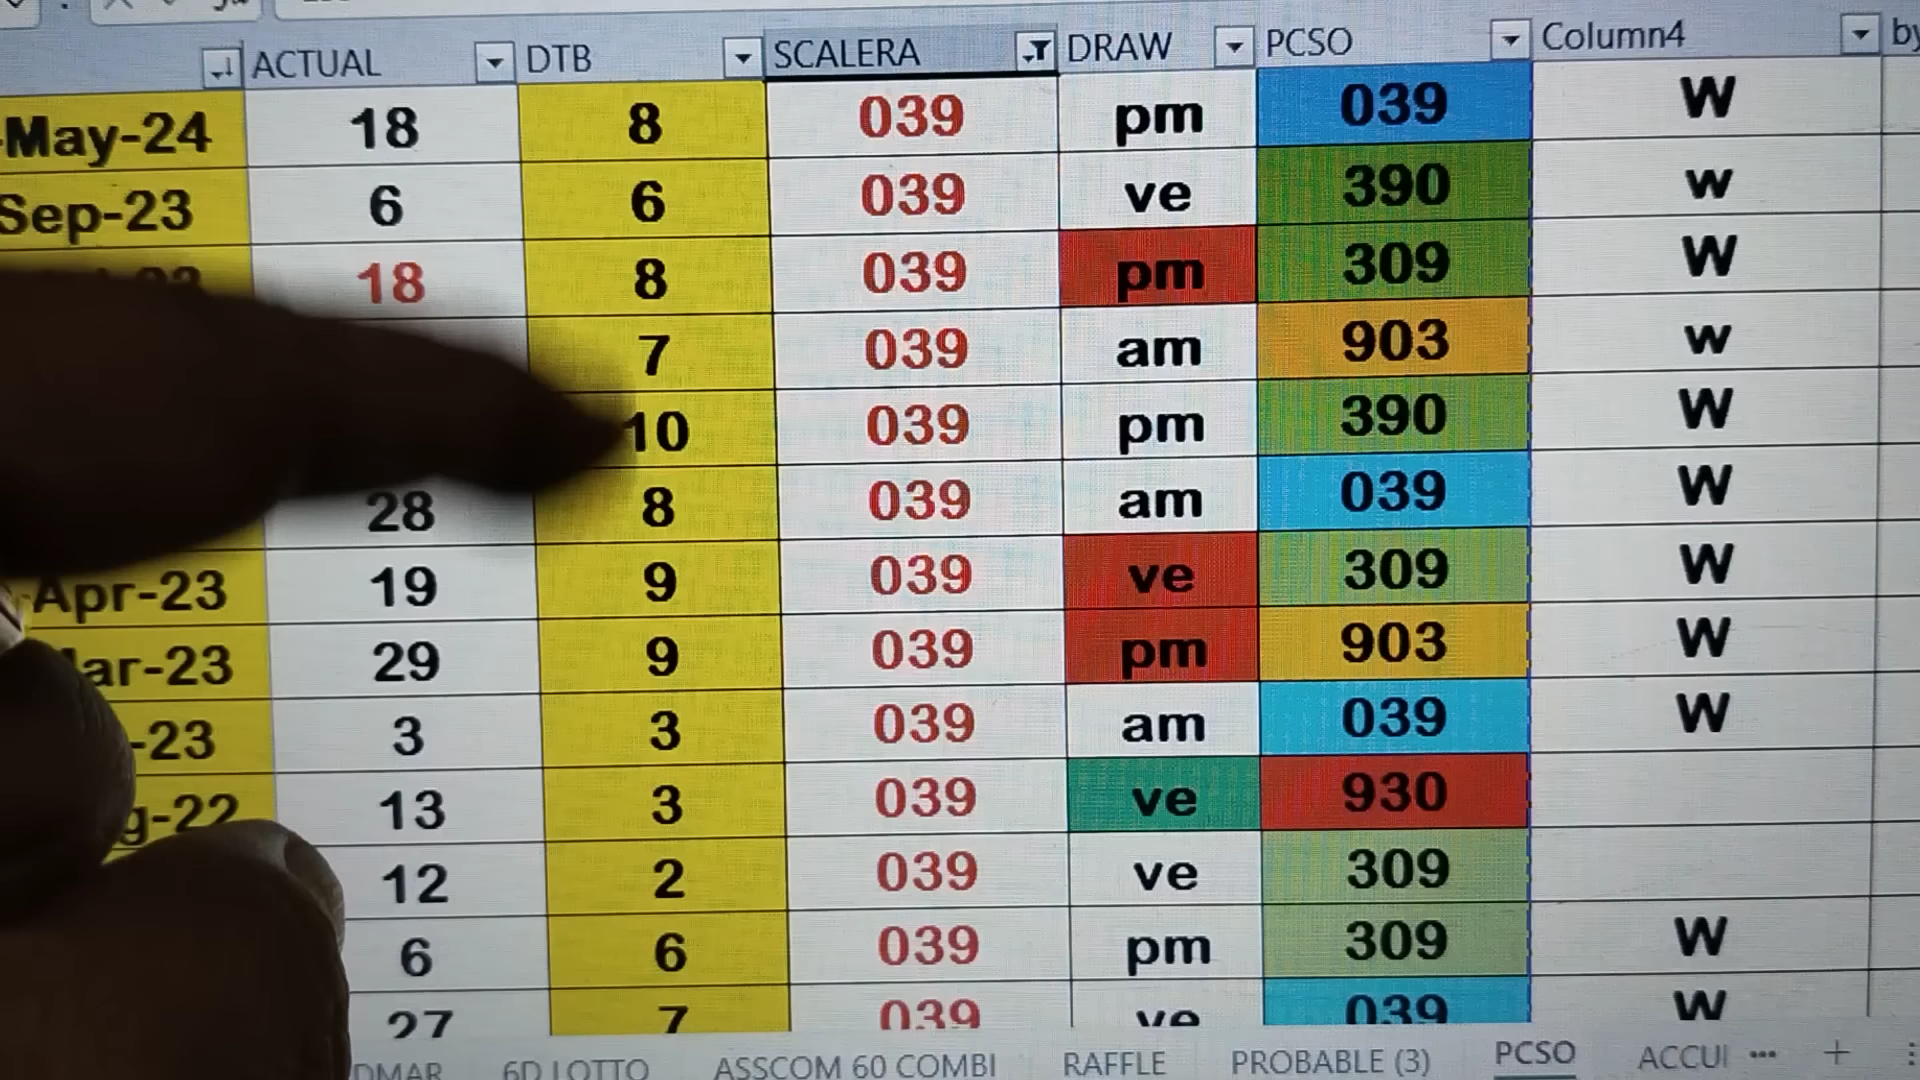 ACTUAL DTB SCALERA DRAW PCSO Column4 by
May-24 18 8 039 pm 039 W
Sep-23 6 6 039 ve 390 w
18 8 039 pm 309 W
7 039 am 903 w
10 039 pm 390 W
28 8 039 am 039 W
Apr-23 19 9 039 ve 309 W
ar-23 29 9 039 pm 903 W
-23 3 3 039 am 039 W
g-22 13 3 039 ve 930
12 2 039 ve 309
6 6 039 pm 309 W
27 7 039 ve 039 W
DMAR 6D LOTTO ASSCOM 60 COMBI RAFFLE PROBABLE (3) PCSO ACCUI ... +